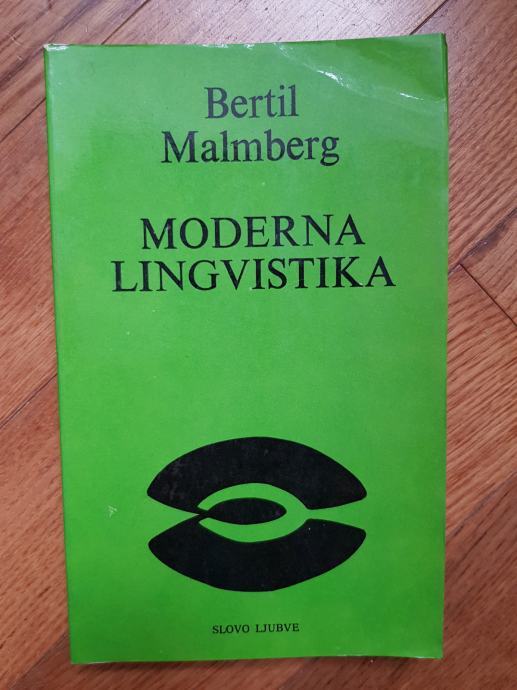 Bertil
Malmberg
MODERNA
LINGVISTIKA
SLOVO LJUBVE